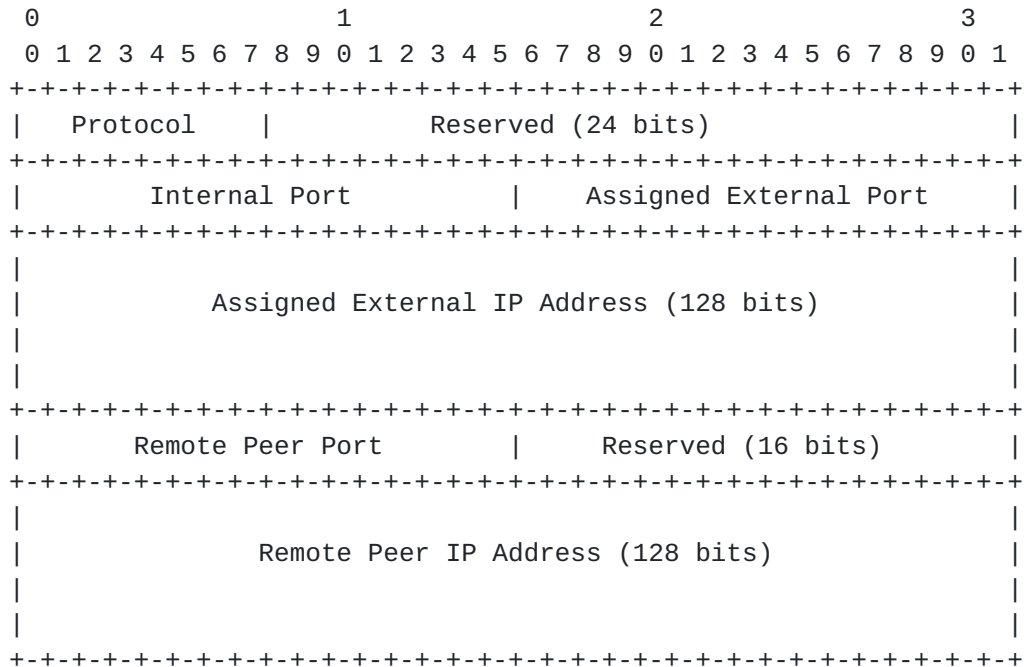 0                   1                   2                   3
 0 1 2 3 4 5 6 7 8 9 0 1 2 3 4 5 6 7 8 9 0 1 2 3 4 5 6 7 8 9 0 1
+-+-+-+-+-+-+-+-+-+-+-+-+-+-+-+-+-+-+-+-+-+-+-+-+-+-+-+-+-+-+-+-+
|   Protocol    |          Reserved (24 bits)                   |
+-+-+-+-+-+-+-+-+-+-+-+-+-+-+-+-+-+-+-+-+-+-+-+-+-+-+-+-+-+-+-+-+
|        Internal Port          |    Assigned External Port     |
+-+-+-+-+-+-+-+-+-+-+-+-+-+-+-+-+-+-+-+-+-+-+-+-+-+-+-+-+-+-+-+-+
|                                                               |
|            Assigned External IP Address (128 bits)            |
|                                                               |
|                                                               |
+-+-+-+-+-+-+-+-+-+-+-+-+-+-+-+-+-+-+-+-+-+-+-+-+-+-+-+-+-+-+-+-+
|       Remote Peer Port        |     Reserved (16 bits)        |
+-+-+-+-+-+-+-+-+-+-+-+-+-+-+-+-+-+-+-+-+-+-+-+-+-+-+-+-+-+-+-+-+
|                                                               |
|               Remote Peer IP Address (128 bits)               |
|                                                               |
|                                                               |
+-+-+-+-+-+-+-+-+-+-+-+-+-+-+-+-+-+-+-+-+-+-+-+-+-+-+-+-+-+-+-+-+